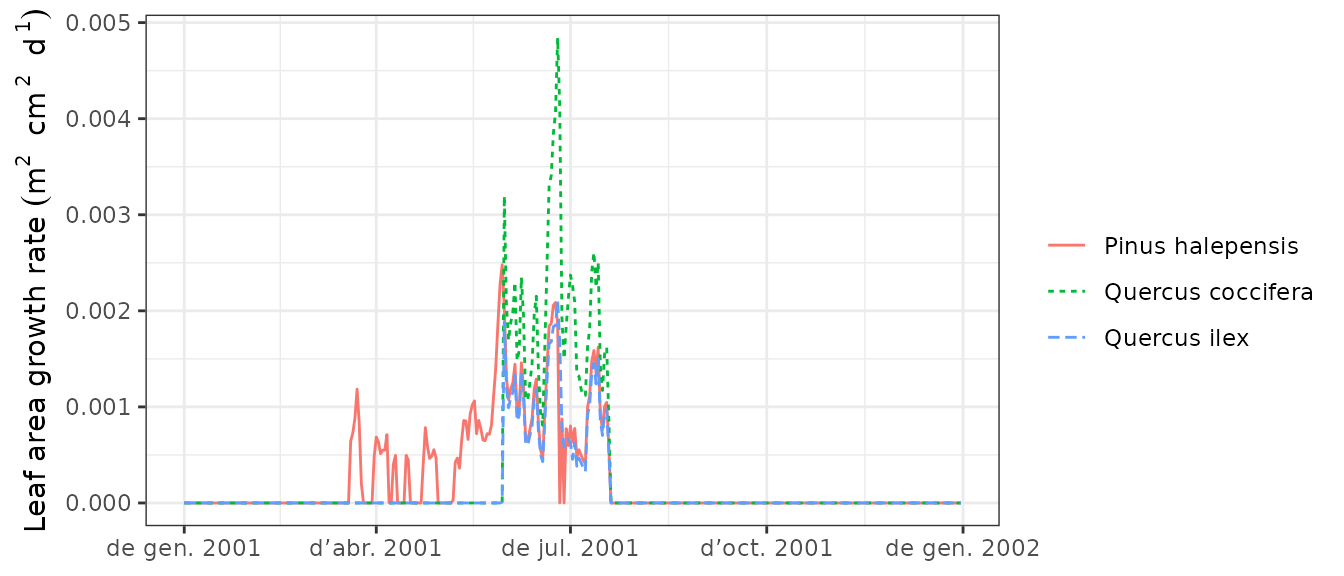 Leaf area growth rate (m² cm² d¹)
0.005
0.004
0.003
0.002
0.001
0.000
de gen. 2001
d’abr. 2001
de jul. 2001
d’oct. 2001
de gen. 2002
Pinus halepensis
Quercus coccifera
Quercus ilex